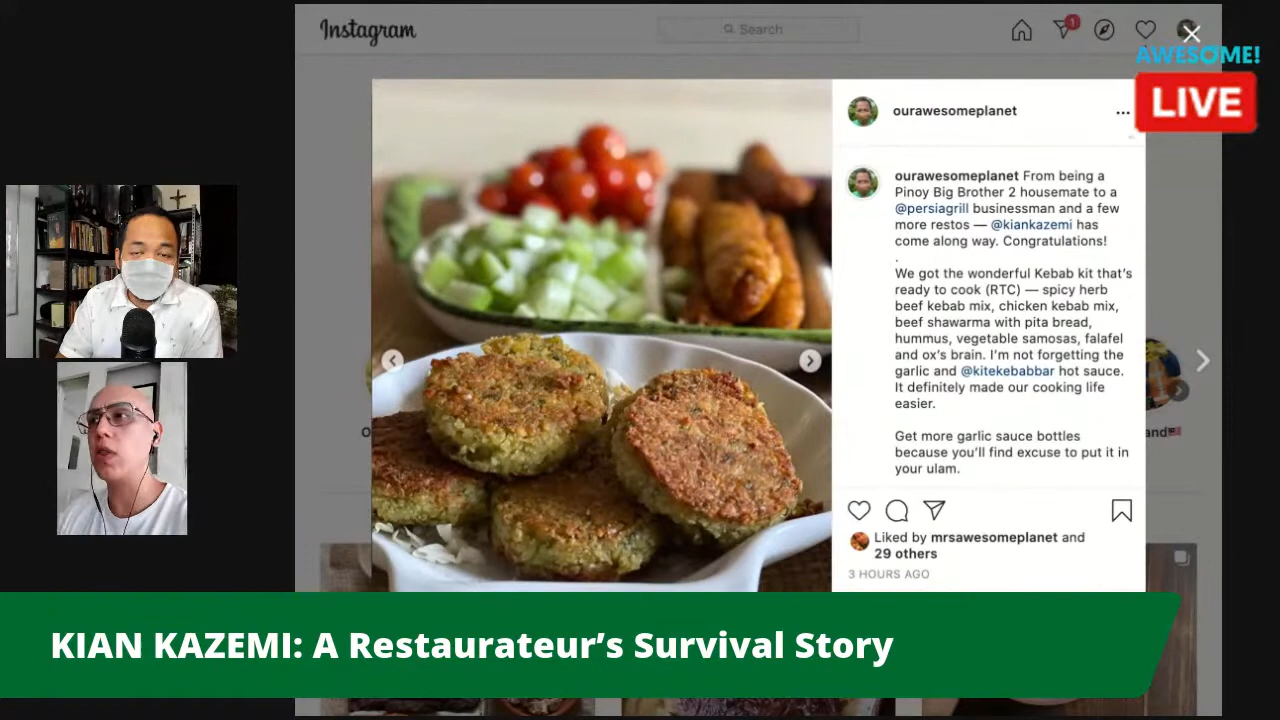 Instagram
Search
1
AWESOME!
LIVE
ourawesomeplanet
ourawesomeplanet From being a
Pinoy Big Brother 2 housemate to a
@persiagrill businessman and a few
more restos — @kiankazemi has
come along way. Congratulations!
.
We got the wonderful Kebab kit that's
ready to cook (RTC) — spicy herb
beef kebab mix, chicken kebab mix,
beef shawarma with pita bread,
hummus, vegetable samosas, falafel
and ox's brain. I'm not forgetting the
garlic and @kitekebabbar hot sauce.
It definitely made our cooking life
easier.
Get more garlic sauce bottles
because you'll find excuse to put it in
your ulam.
Liked by mrsawesomeplanet and
29 others
3 HOURS AGO
KIAN KAZEMI: A Restaurateur's Survival Story